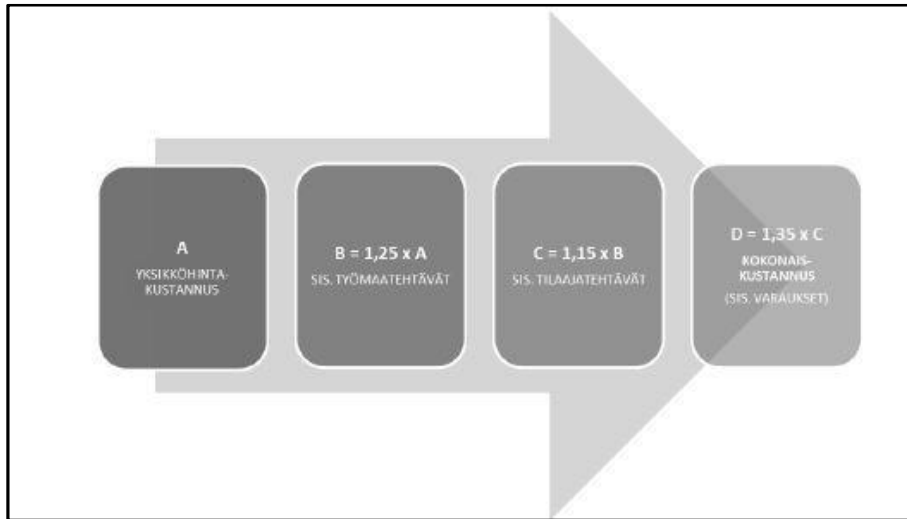 A
YKSIKKÖHINTA-
KUSTANNUS
B = 1,25 x A
SIS. TYÖMAATEHTÄVÄT
C = 1,15 x B
SIS. TILAAJATEHTÄVÄT
D = 1,35 x C
KOKONAIS-
KUSTANNUS
(SIS. VARAUKSET)